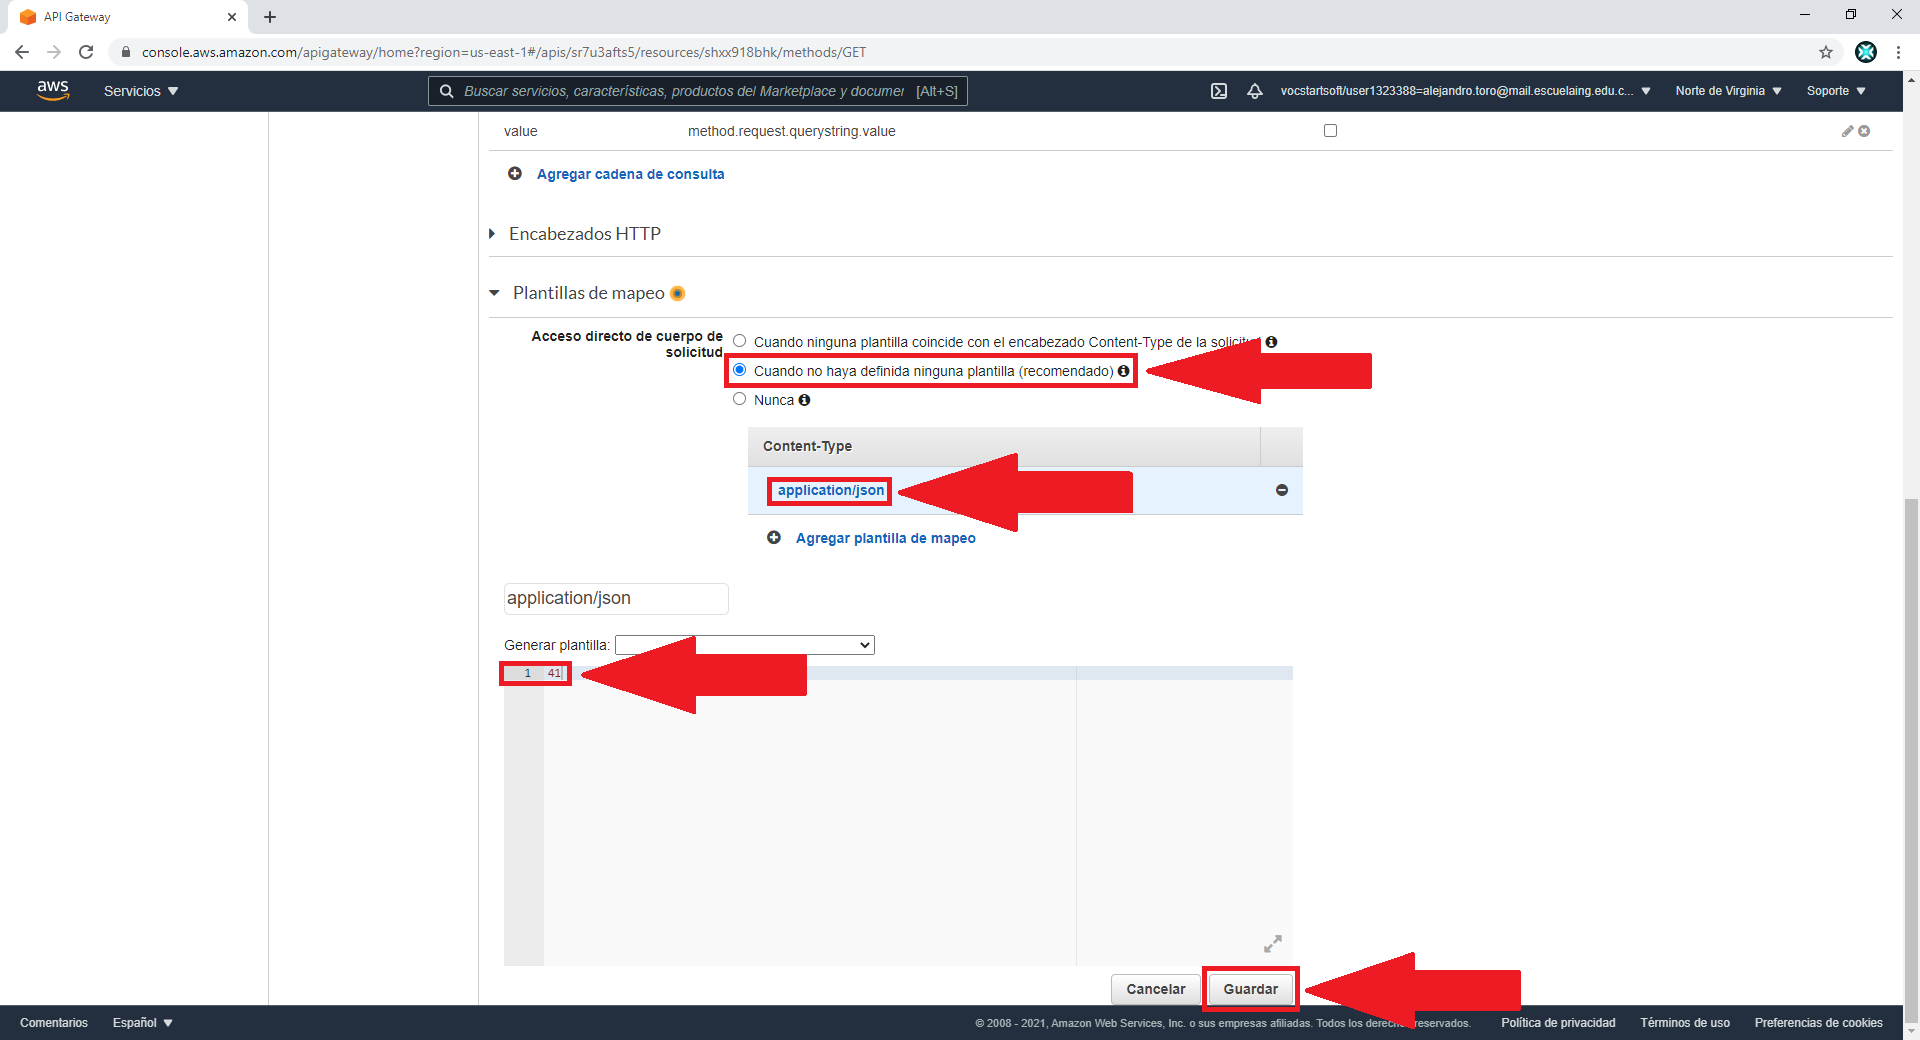 API Gateway
console.aws.amazon.com/apigateway/home?region=us-east-1#/apis/sr7u3afts5/resources/shxx918bhk/methods/GET
aws
Servicios
Buscar servicios, características, productos del Marketplace y documer [Alt+S]
vocstartsoft/user1323388=alejandro.toro@mail.escuelaing.edu.c...
Norte de Virginia
Soporte
value method.request.querystring.value
Agregar cadena de consulta
Encabezados HTTP
Plantillas de mapeo
Acceso directo de cuerpo de
solicitud
Cuando ninguna plantilla coincide con el encabezado Content-Type de la
Cuando no haya definida ninguna plantilla (recomendado)
Nunca
Content-Type
application/json
Agregar plantilla de mapeo
application/json
Generar plantilla:
1 41
Cancelar
Guardar
Comentarios
Español
© 2008 - 2021, Amazon Web Services, Inc. o sus empresas afiliadas. Todos los reservados.
Política de privacidad
Términos de uso
Preferencias de cookies